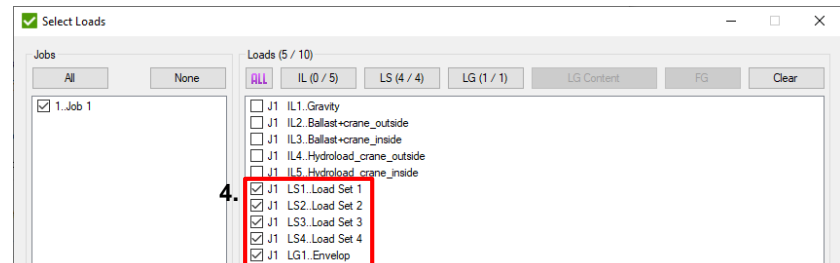 Select Loads
Jobs
All None
1..Job 1
Loads (5 / 10)
ALL IL (0 / 5) LS (4 / 4) LG (1 / 1) LG Content FG Clear
J1 IL1..Gravity
J1 IL2..Ballast+crane_outside
J1 IL3..Ballast+crane_inside
J1 IL4..Hydroload_crane_outside
J1 IL5..Hydroload_crane_inside
4.
J1 LS1..Load Set 1
J1 LS2..Load Set 2
J1 LS3..Load Set 3
J1 LS4..Load Set 4
J1 LG1..Envelop